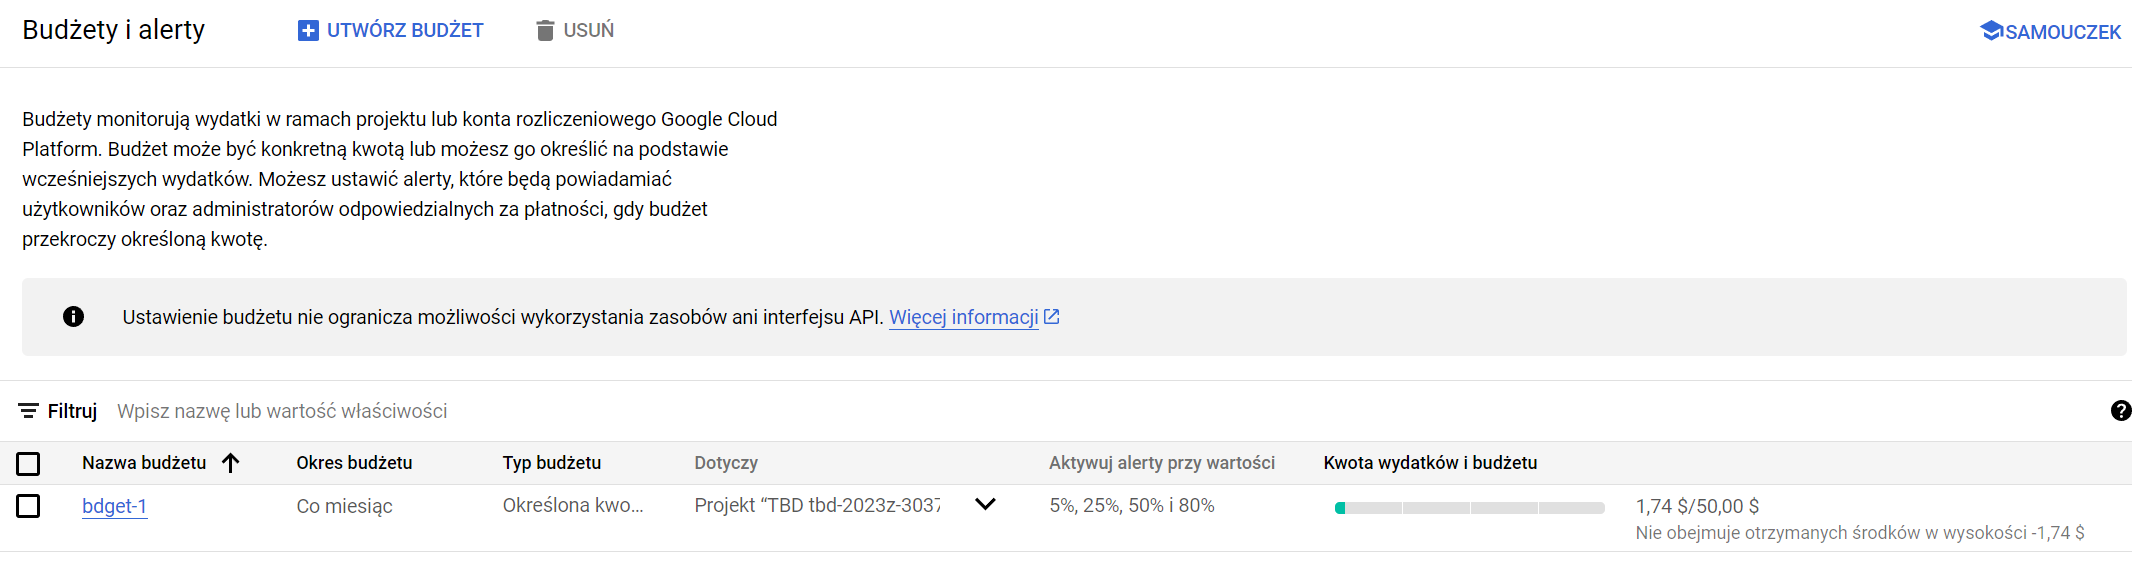 Budżety i alerty
UTWÓRZ BUDŻET
USUŃ
SAMOUCZEK
Budżety monitorują wydatki w ramach projektu lub konta rozliczeniowego Google Cloud
Platform. Budżet może być konkretną kwotą lub możesz go określić na podstawie
wcześniejszych wydatków. Możesz ustawić alerty, które będą powiadamiać
użytkowników oraz administratorów odpowiedzialnych za płatności, gdy budżet
przekroczy określoną kwotę.
Ustawienie budżetu nie ogranicza możliwości wykorzystania zasobów ani interfejsu API. Więcej informacji
Filtruj Wpisz nazwę lub wartość właściwości
Nazwa budżetu Okres budżetu Typ budżetu Dotyczy Aktywuj alerty przy wartości Kwota wydatków i budżetu
bdget-1 Co miesiąc Określona kwo... Projekt “TBD tbd-2023z-3037 5%, 25%, 50% i 80% 1,74 $/50,00 $
Nie obejmuje otrzymanych środków w wysokości -1,74 $